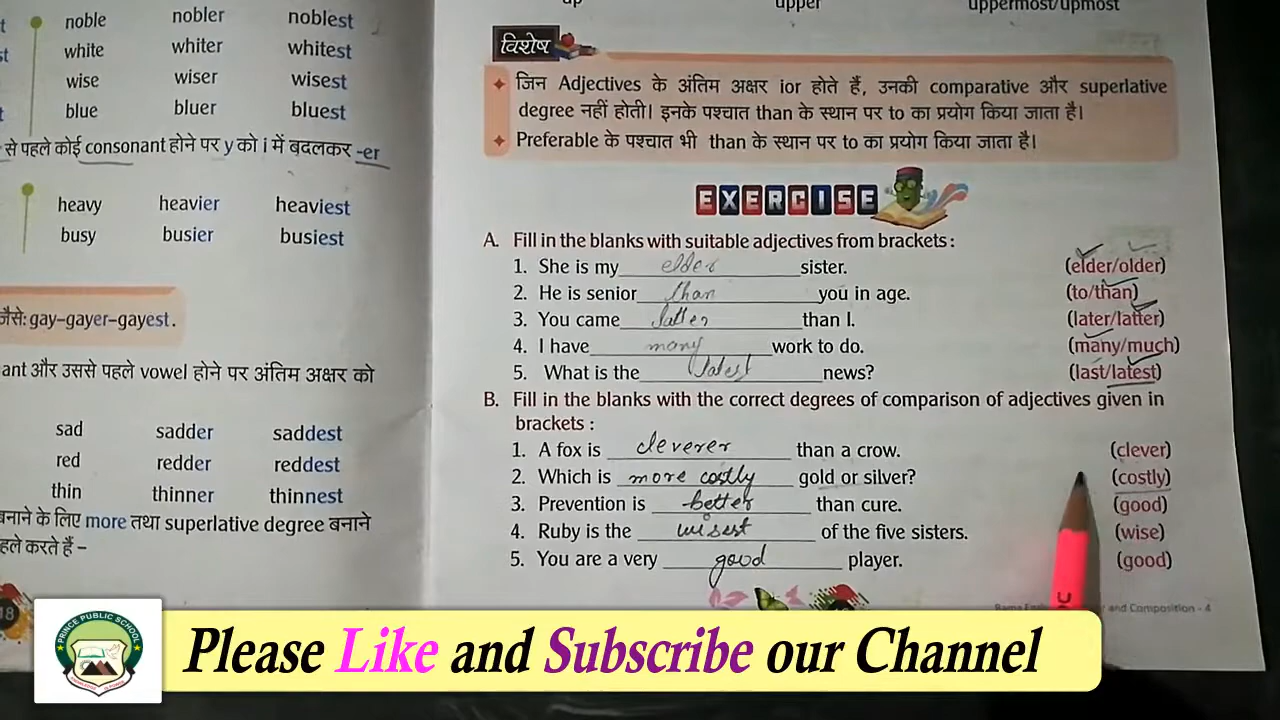 noble nobler noblest
white whiter whitest
wise wiser wisest
blue bluer bluest
से पहले कोई consonant होने पर y को i में बदलकर -er
heavy heavier heaviest
busy busier busiest
जैसे: gay–gayer–gayest.
ant और उससे पहले vowel होने पर अंतिम अक्षर को
sad sadder saddest
red redder reddest
thin thinner thinnest
बनाने के लिए more तथा superlative degree बनाने
हले करते हैं –
18
up upper uppermost/upmost
विशेष
जिन Adjectives के अंतिम अक्षर ior होते हैं, उनकी comparative और superlative
degree नहीं होती। इनके पश्चात than के स्थान पर to का प्रयोग किया जाता है।
Preferable के पश्चात भी than के स्थान पर to का प्रयोग किया जाता है।
EXERCISE
A. Fill in the blanks with suitable adjectives from brackets :
1. She is my elder sister. (elder/older)
2. He is senior than you in age. (to/than)
3. You came latter than I. (later/latter)
4. I have many work to do. (many/much)
5. What is the latest news? (last/latest)
B. Fill in the blanks with the correct degrees of comparison of adjectives given in
brackets :
1. A fox is cleverer than a crow. (clever)
2. Which is more costly gold or silver? (costly)
3. Prevention is better than cure. (good)
4. Ruby is the wisest of the five sisters. (wise)
5. You are a very good player. (good)
and Composition - 4
PRINCE PUBLIC SCHOOL
Please Like and Subscribe our Channel